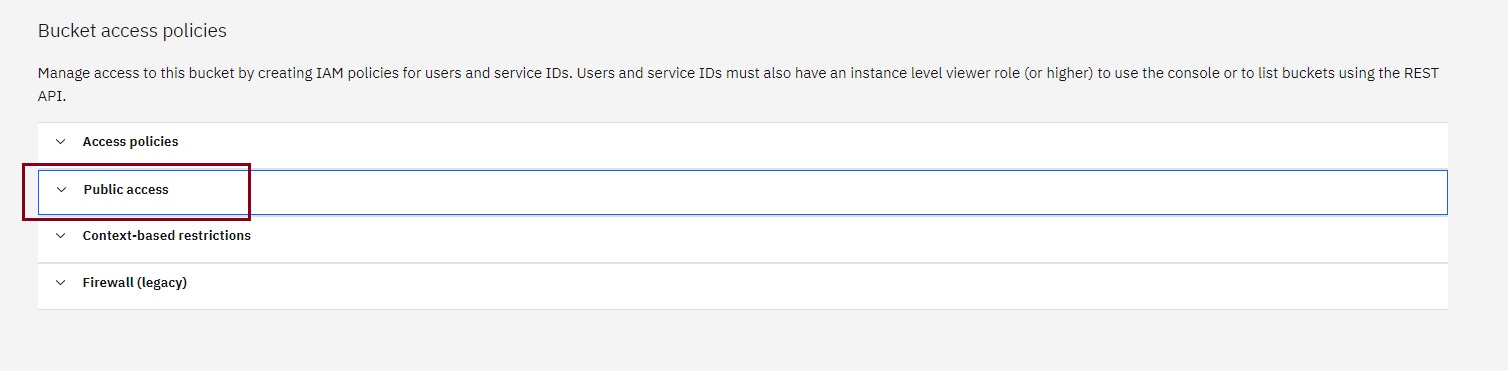 Bucket access policies
Manage access to this bucket by creating IAM policies for users and service IDs. Users and service IDs must also have an instance level viewer role (or higher) to use the console or to list buckets using the REST
API.
Access policies
Public access
Context-based restrictions
Firewall (legacy)